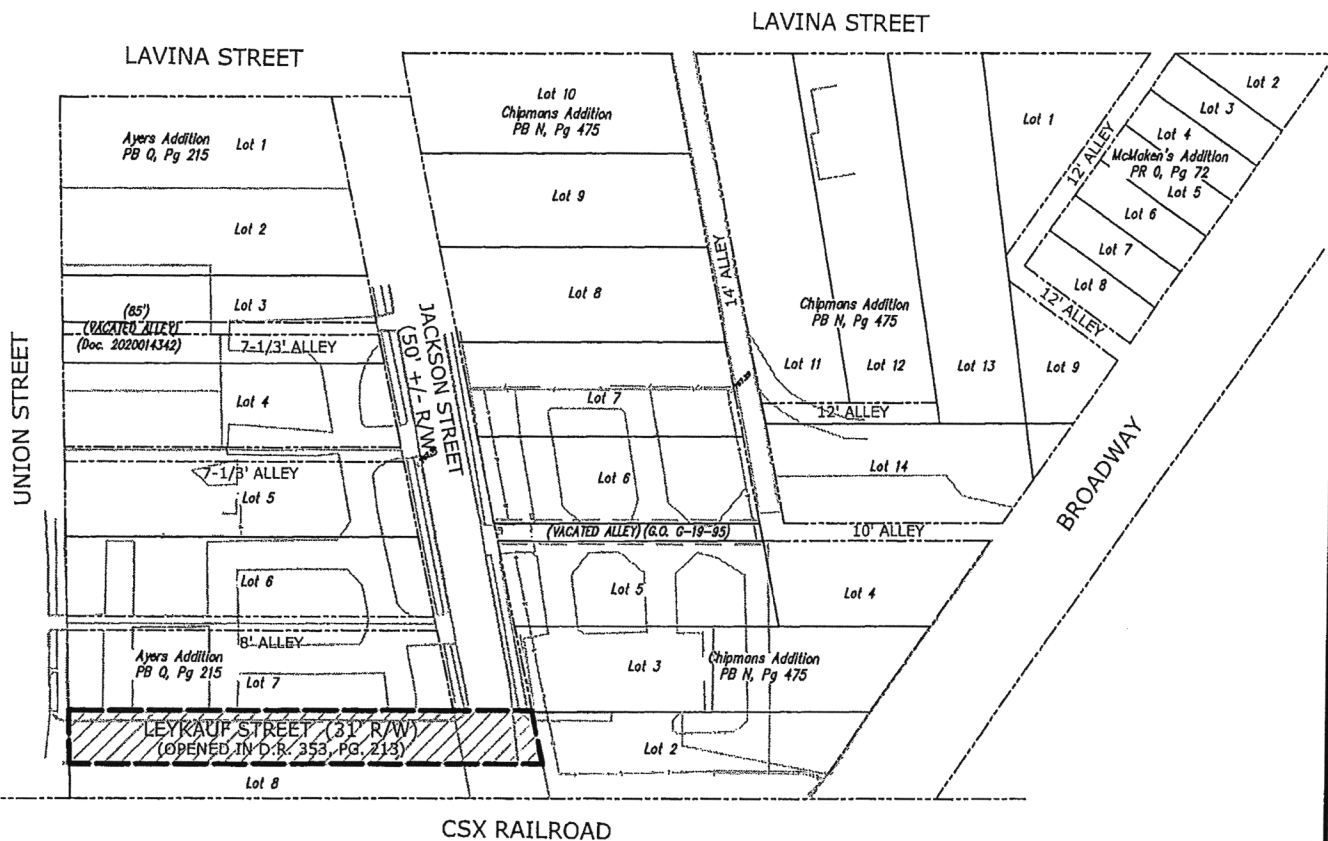 LAVINA STREET
LAVINA STREET
Lot 10
Chipmans Addition
PB N, Pg 475
Ayers Addition
PB Q, Pg 215
Lot 1
Lot 2
Lot 3
(85')
(VACATED ALLEY)
(Doc. 2020014342)
7-1/3' ALLEY
Lot 4
7-1/3' ALLEY
Lot 5
Lot 6
8' ALLEY
Ayers Addition
PB Q, Pg 215
Lot 7
LEYKAUF STREET (31' R/W)
(OPENED IN D.R. 353, PG. 213)
Lot 8
UNION STREET
JACKSON STREET
(50' +/- R/W)
Lot 9
Lot 8
Lot 7
Lot 6
(VACATED ALLEY) (G.O. G-19-95)
Lot 5
Lot 3
Chipmans Addition
PB N, Pg 475
Lot 2
14' ALLEY
Chipmans Addition
PB N, Pg 475
Lot 11
Lot 12
Lot 13
Lot 1
Lot 9
12' ALLEY
Lot 14
10' ALLEY
Lot 4
12' ALLEY
Lot 2
Lot 3
Lot 4
McMaken's Addition
PR O, Pg 72
Lot 5
Lot 6
Lot 7
Lot 8
12' ALLEY
BROADWAY
CSX RAILROAD